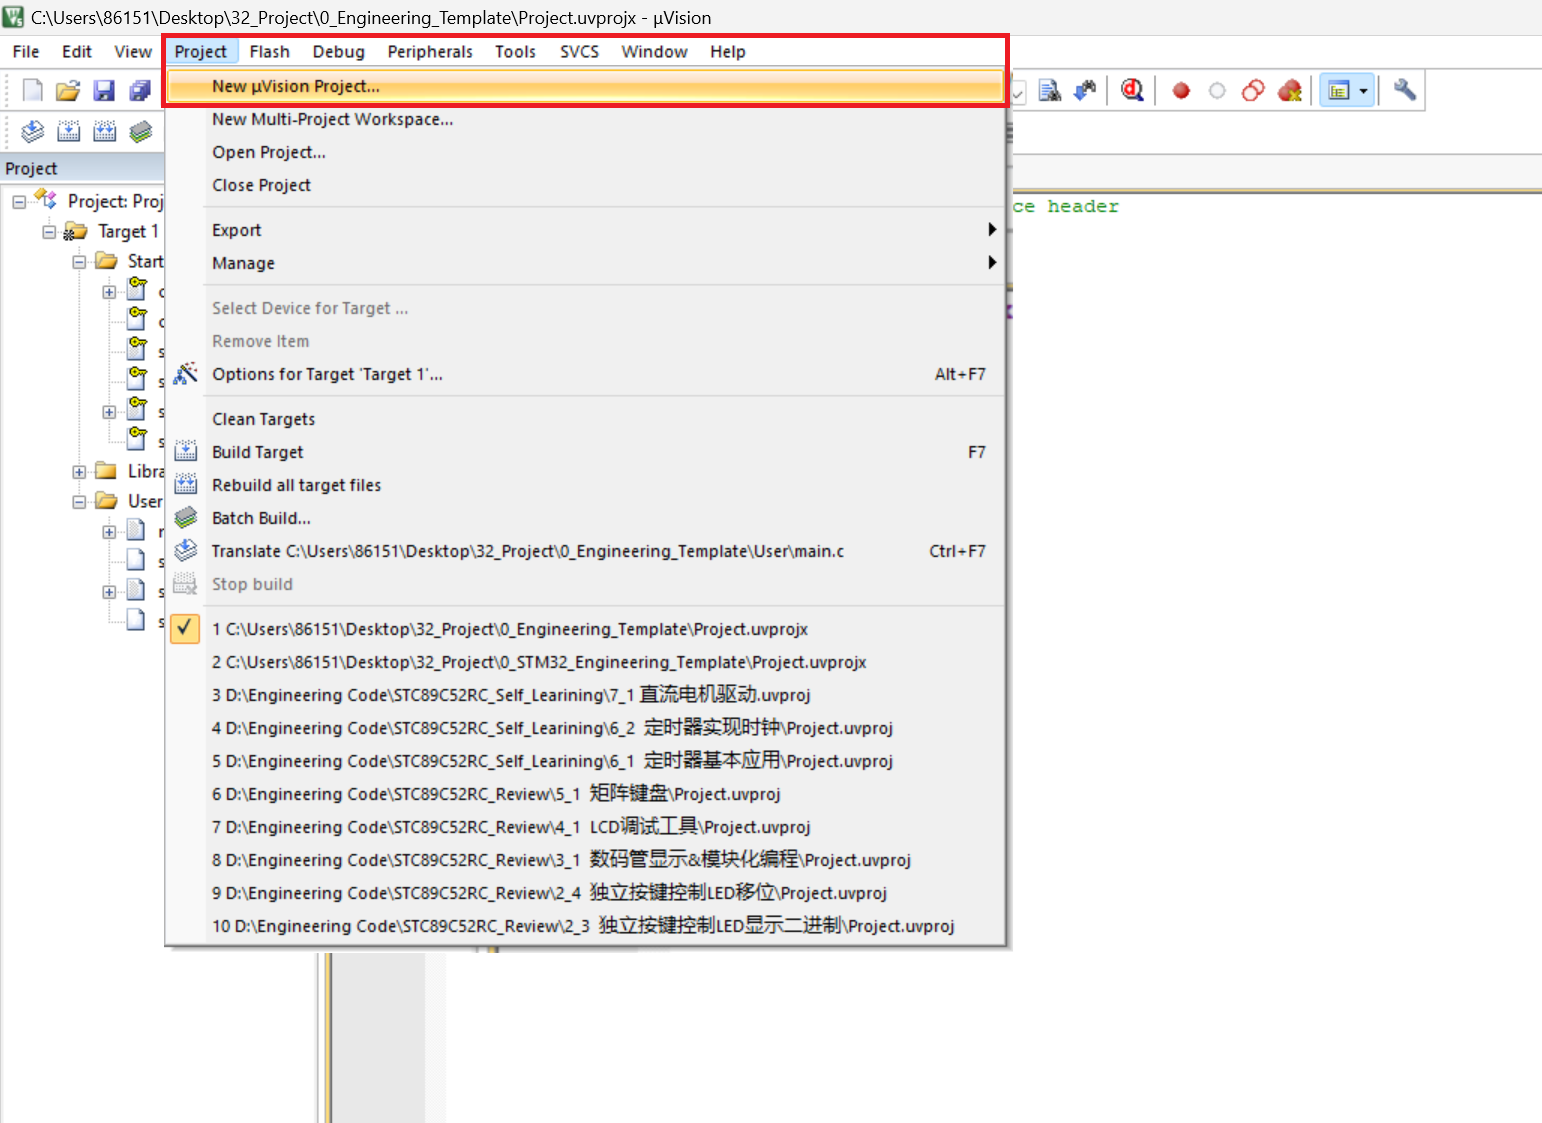 C:\Users\86151\Desktop\32_Project\0_Engineering_Template\Project.uvprojx - µVision
File Edit View Project Flash Debug Peripherals Tools SVCS Window Help
New µVision Project...
New Multi-Project Workspace...
Open Project...
Close Project
Export
Manage
Select Device for Target ...
Remove Item
Options for Target 'Target 1'... Alt+F7
Clean Targets
Build Target F7
Rebuild all target files
Batch Build...
Translate C:\Users\86151\Desktop\32_Project\0_Engineering_Template\User\main.c Ctrl+F7
Stop build
1 C:\Users\86151\Desktop\32_Project\0_Engineering_Template\Project.uvprojx
2 C:\Users\86151\Desktop\32_Project\0_STM32_Engineering_Template\Project.uvprojx
3 D:\Engineering Code\STC89C52RC_Self_Learining\7_1 直流电机驱动.uvproj
4 D:\Engineering Code\STC89C52RC_Self_Learining\6_2 定时器实现时钟\Project.uvproj
5 D:\Engineering Code\STC89C52RC_Self_Learining\6_1 定时器基本应用\Project.uvproj
6 D:\Engineering Code\STC89C52RC_Review\5_1 矩阵键盘\Project.uvproj
7 D:\Engineering Code\STC89C52RC_Review\4_1 LCD调试工具\Project.uvproj
8 D:\Engineering Code\STC89C52RC_Review\3_1 数码管显示&模块化编程\Project.uvproj
9 D:\Engineering Code\STC89C52RC_Review\2_4 独立按键控制LED移位\Project.uvproj
10 D:\Engineering Code\STC89C52RC_Review\2_3 独立按键控制LED显示二进制\Project.uvproj
Project
Project: Proj
Target 1
Start
Libra
User
ce header